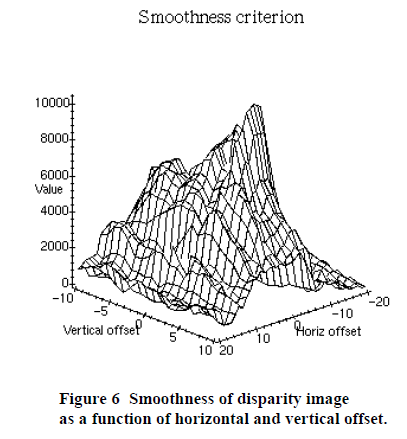 Smoothness criterion
10000
8000
6000
Value
4000
2000
0
-10
-5
Vertical offset
0
5
10
20
10
0
Horiz offset
-10
-20
Figure 6 Smoothness of disparity image
as a function of horizontal and vertical offset.